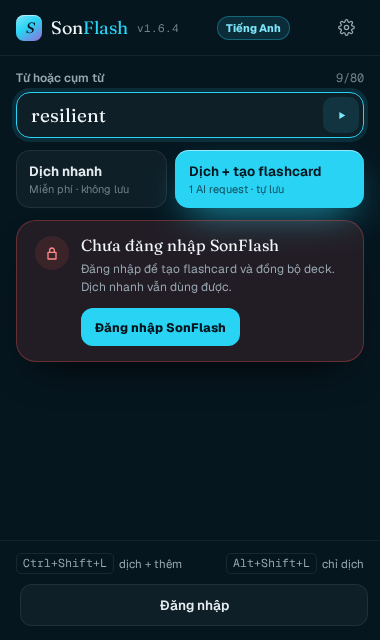 S SonFlash v1.6.4 Tiếng Anh
Từ hoặc cụm từ 9/80
resilient
Dịch nhanh
Miễn phí · không lưu
Dịch + flashcard
1 AI request · tự lưu
Chưa đăng nhập SonFlash
Đăng nhập để tạo flashcard và đồng bộ deck.
Dịch nhanh vẫn dùng được.
Đăng nhập SonFlash
Ctrl+Shift+L dịch + thêm Alt+Shift+L chỉ dịch
Đăng nhập